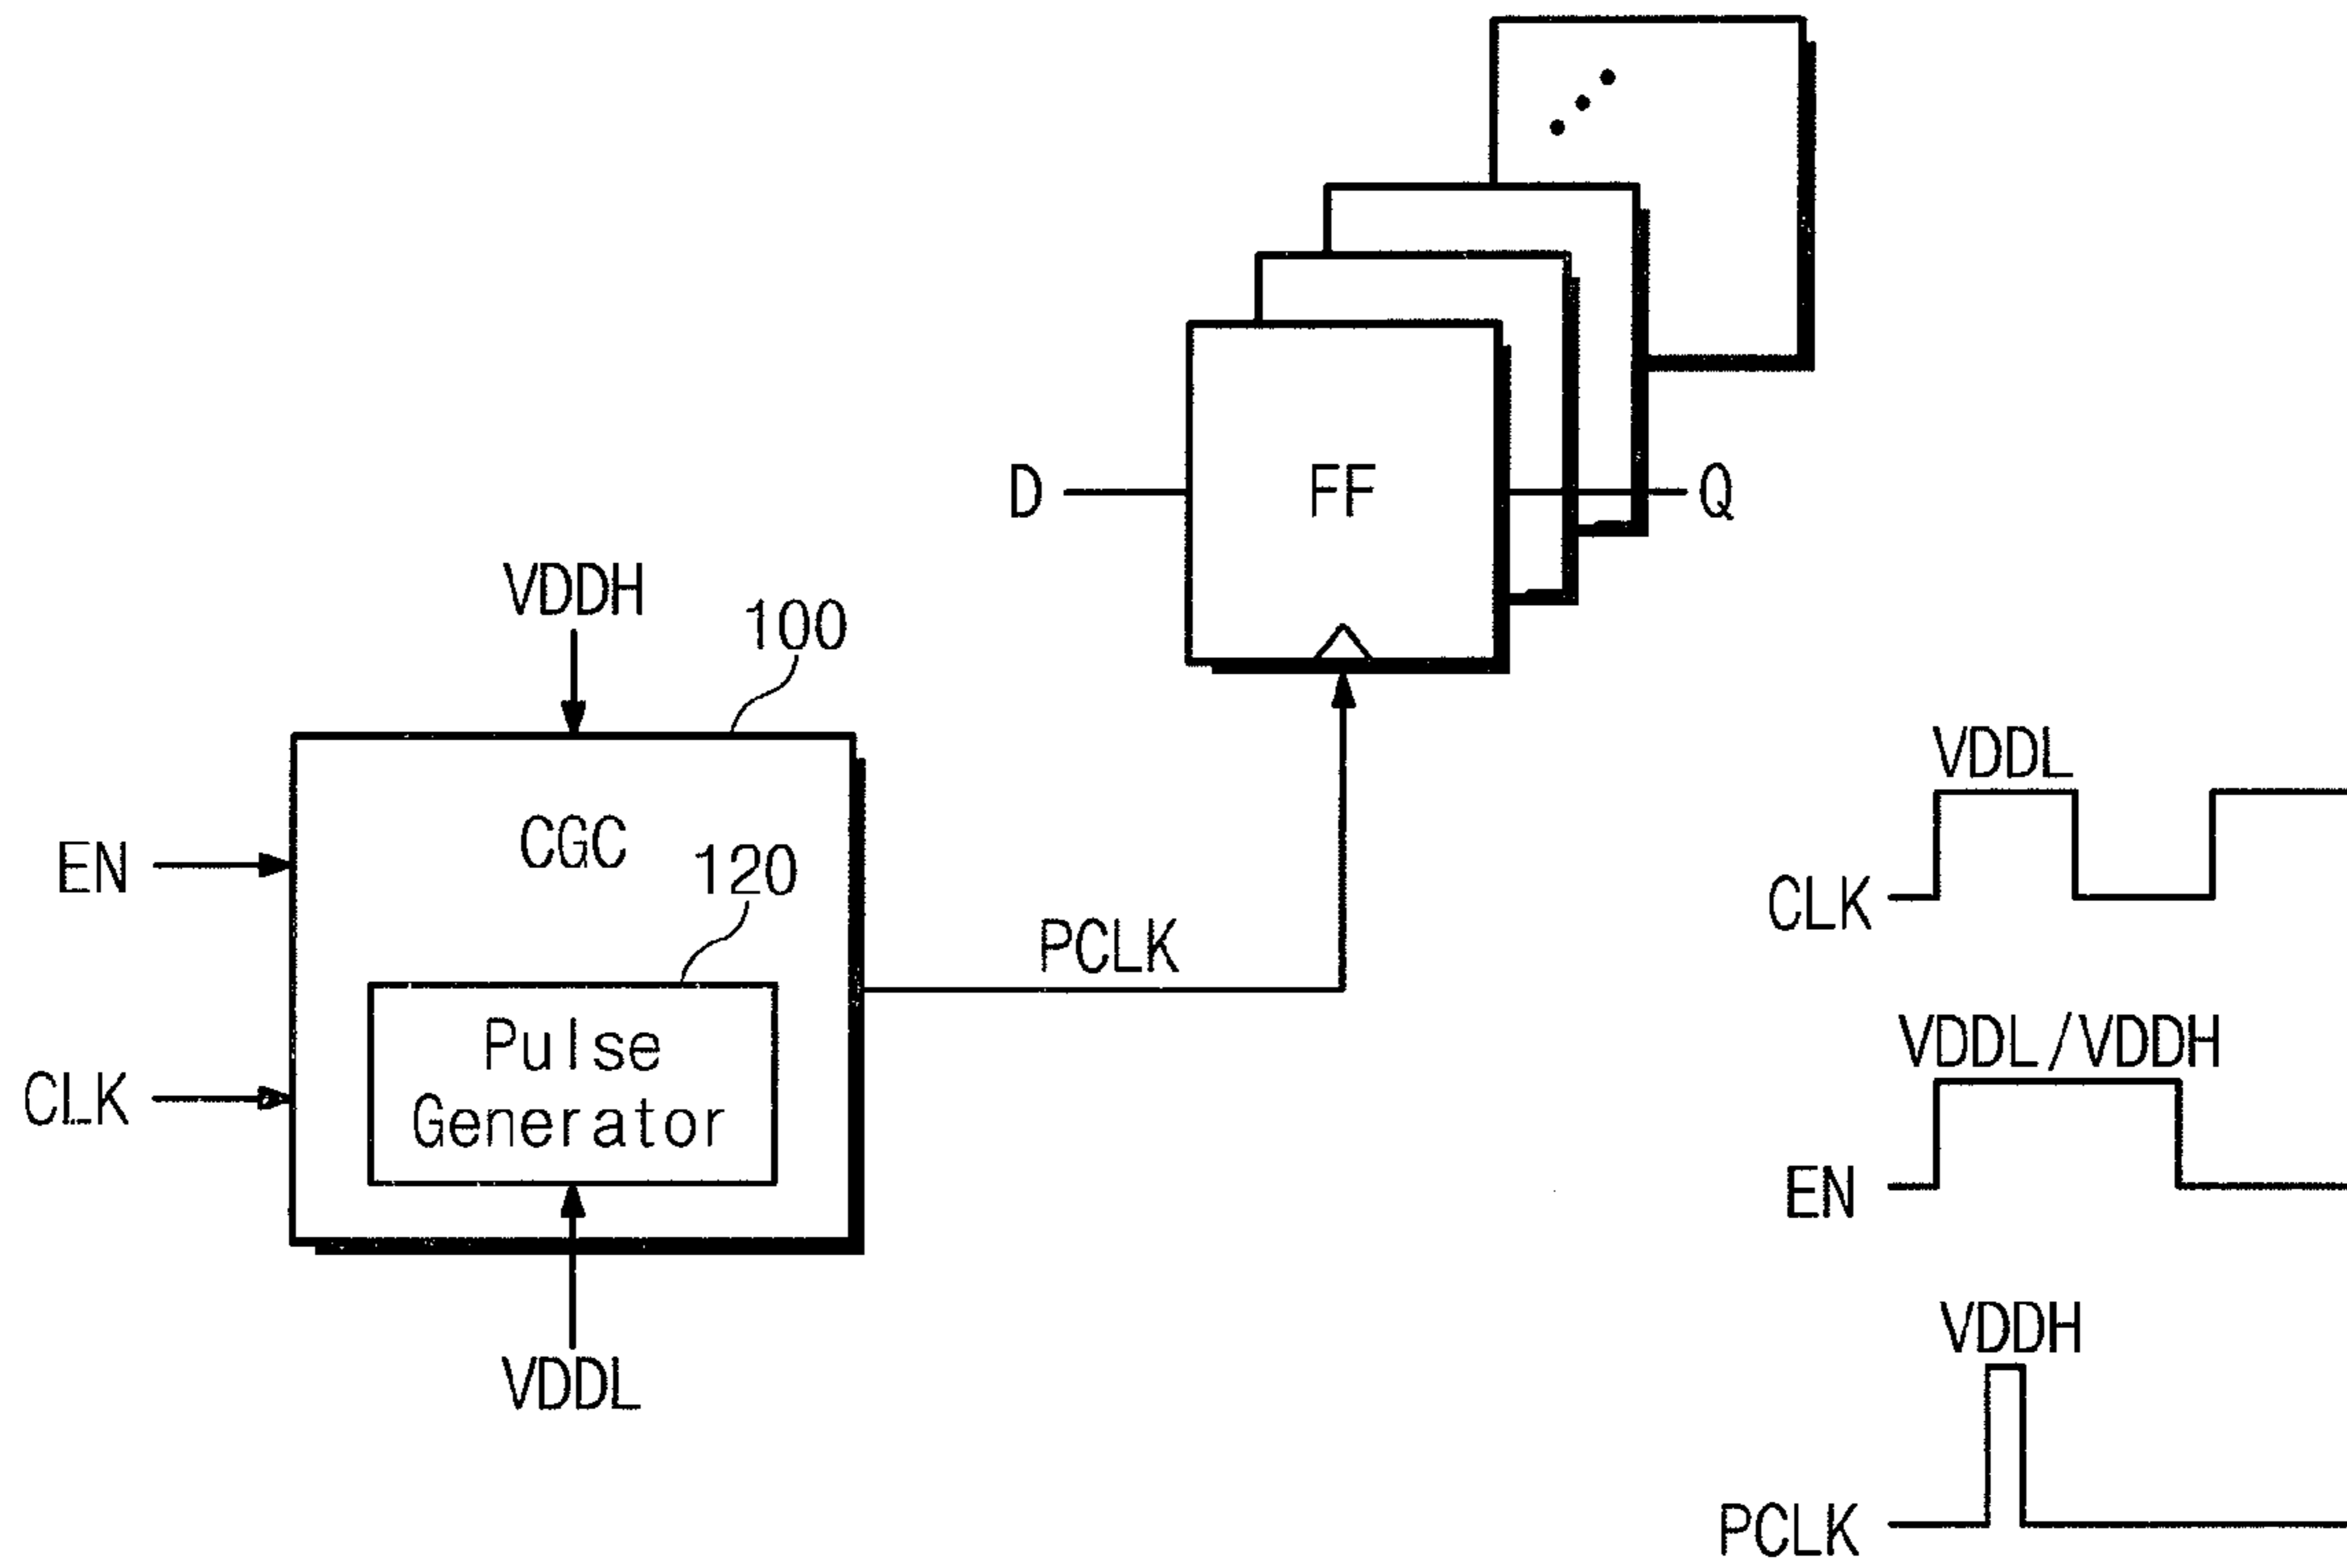 D
FF
Q
VDDH
100
CGC
EN
120
VDDL
CLK
PCLK
Pulse
Generator
CLK
VDDL/VDDH
EN
VDDL
VDDH
PCLK